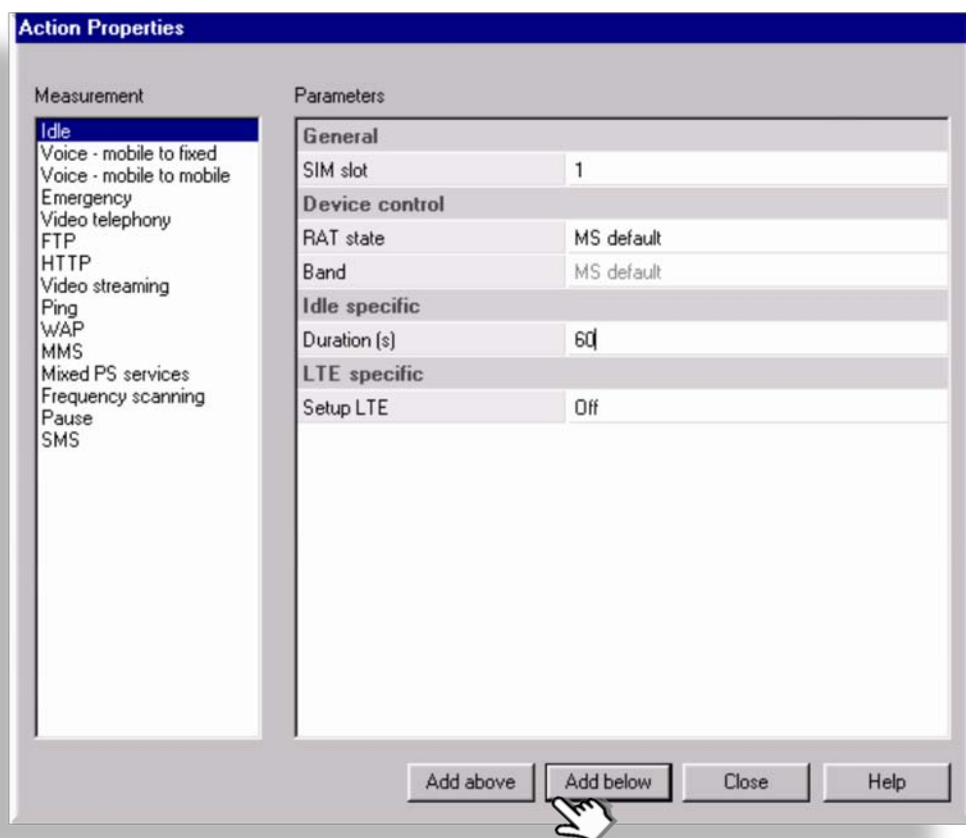 Action Properties
Measurement
Idle
Voice - mobile to fixed
Voice - mobile to mobile
Emergency
Video telephony
FTP
HTTP
Video streaming
Ping
WAP
MMS
Mixed PS services
Frequency scanning
Pause
SMS
Parameters
General
SIM slot 1
Device control
RAT state MS default
Band MS default
Idle specific
Duration (s) 60
LTE specific
Setup LTE Off
Add above Add below Close Help